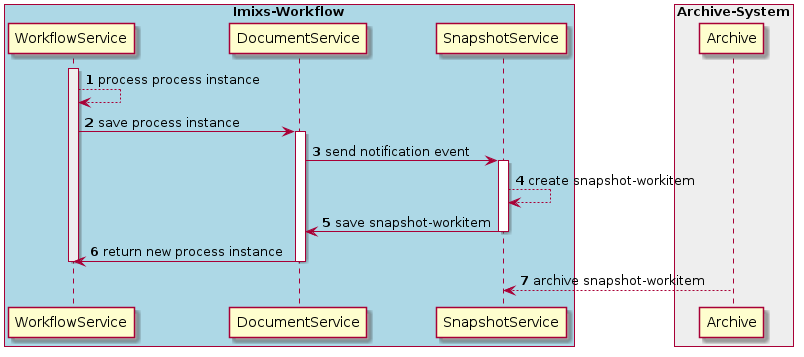 Imixs-Workflow
Archive-System
WorkflowService
DocumentService
SnapshotService
Archive
1 process process instance
2 save process instance
3 send notification event
4 create snapshot-workitem
5 save snapshot-workitem
6 return new process instance
7 archive snapshot-workitem
WorkflowService
DocumentService
SnapshotService
Archive